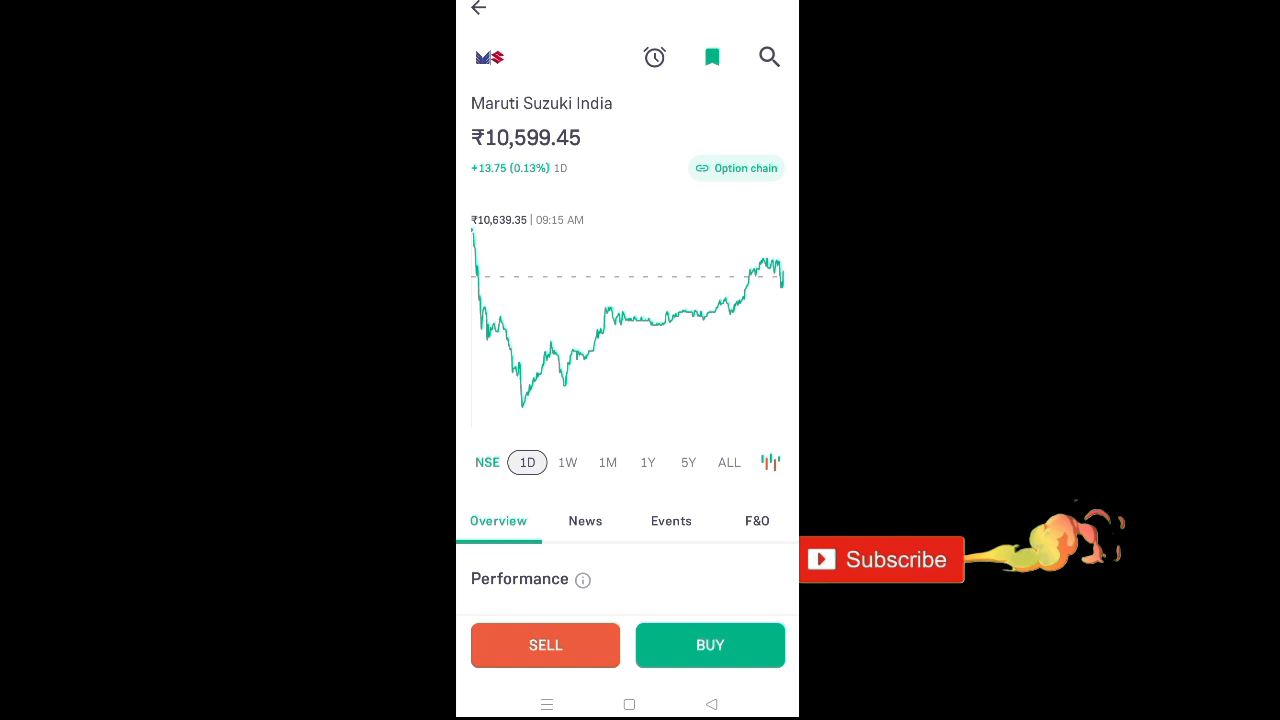 Maruti Suzuki India
₹10,599.45
+13.75 (0.13%) 1D
Option chain
₹10,639.35 | 09:15 AM
NSE 1D 1W 1M 1Y 5Y ALL
Overview News Events F&O
Subscribe
Performance
SELL BUY